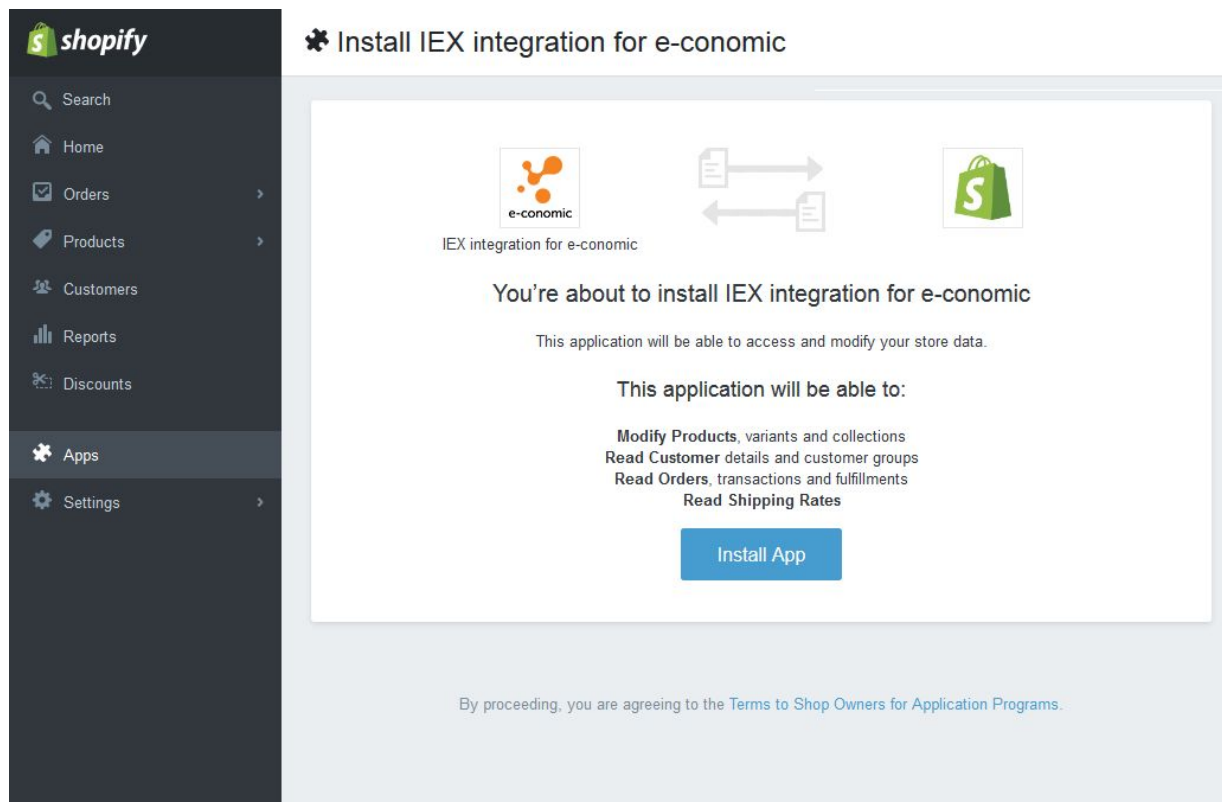 shopify
Search
Home
Orders
Products
Customers
Reports
Discounts
Apps
Settings
Install IEX integration for e-conomic
e-conomic
IEX integration for e-conomic
You’re about to install IEX integration for e-conomic
This application will be able to access and modify your store data.
This application will be able to:
Modify Products, variants and collections
Read Customer details and customer groups
Read Orders, transactions and fulfillments
Read Shipping Rates
Install App
By proceeding, you are agreeing to the Terms to Shop Owners for Application Programs.